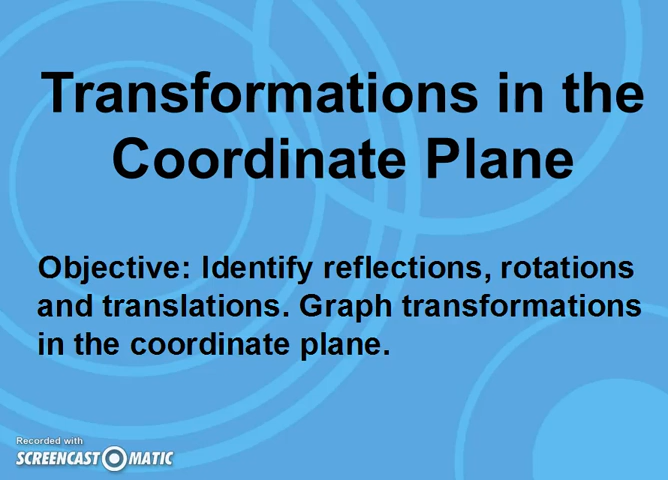 Transformations in the
Coordinate Plane
Objective: Identify reflections, rotations
and translations. Graph transformations
in the coordinate plane.
Recorded with
SCREENCAST-O-MATIC